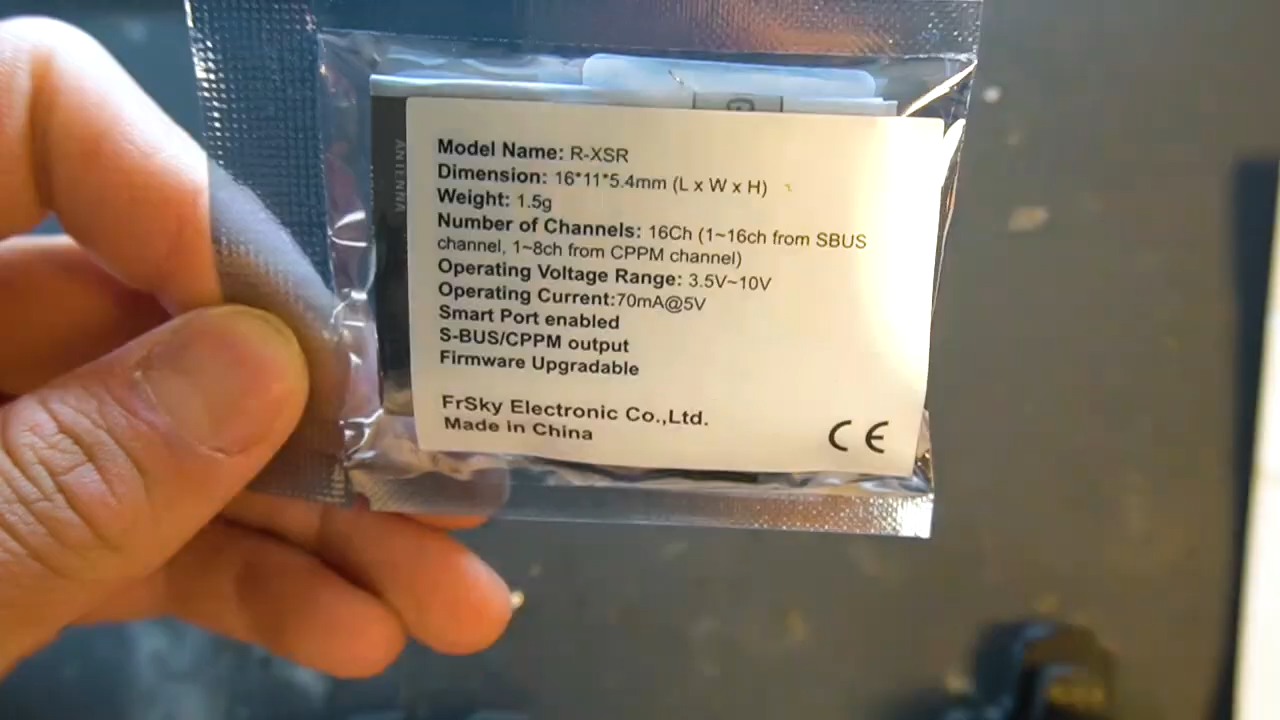 ANTENNA
Model Name: R-XSR
Dimension: 16*11*5.4mm (L x W x H)
Weight: 1.5g
Number of Channels: 16Ch (1~16ch from SBUS
channel, 1~8ch from CPPM channel)
Operating Voltage Range: 3.5V~10V
Operating Current:70mA@5V
Smart Port enabled
S-BUS/CPPM output
Firmware Upgradable
FrSky Electronic Co.,Ltd.
Made in China
CE